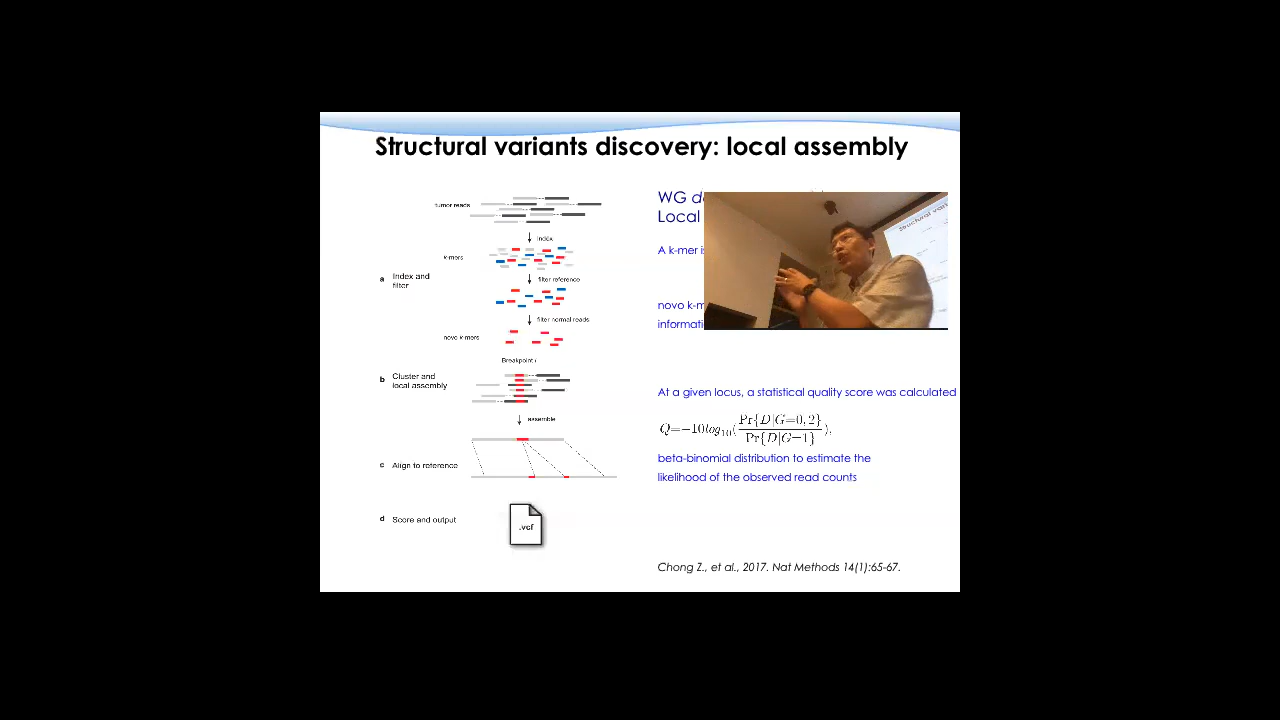 Structural variants discovery: local assembly
tumor reads
index
k-mers
a Index and
filter
filter reference
filter normal reads
novo k-mers
Breakpoint i
b Cluster and
local assembly
assemble
c Align to reference
d Score and output
.vcf
WG
Local
A k-mer
novo
At a given locus, a statistical quality score was calculated
Q=−10log10(Pr{D|G=0,2}/Pr{D|G=1}),
beta-binomial distribution to estimate the
likelihood of the observed read counts
Chong Z., et al., 2017. Nat Methods 14(1):65-67.